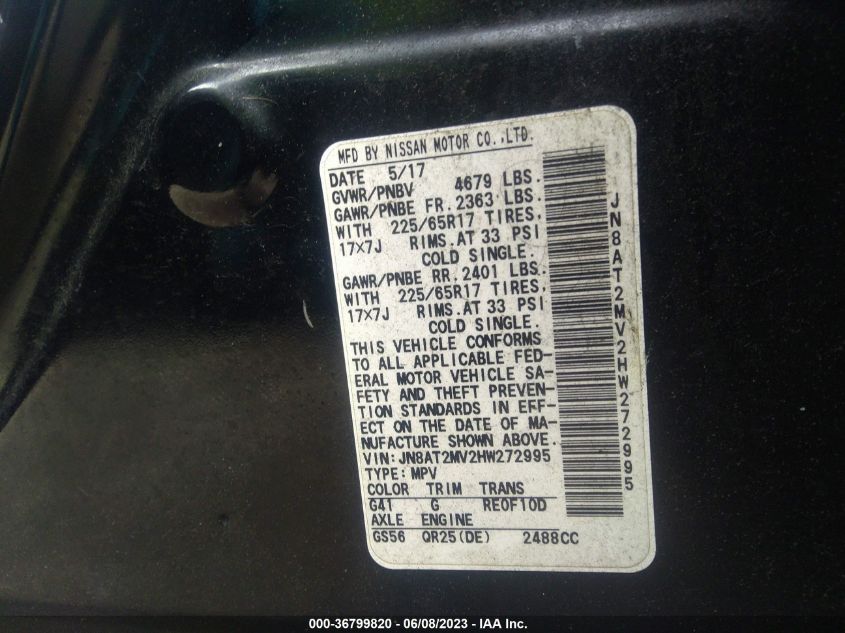 MFD BY NISSAN MOTOR CO.,LTD.
DATE 5/17
GVWR/PNBV 4679 LBS.
GAWR/PNBE FR.2363 LBS.
WITH 225/65R17 TIRES.
17X7J RIMS.AT 33 PSI
COLD SINGLE.
GAWR/PNBE RR.2401 LBS.
WITH 225/65R17 TIRES.
17X7J RIMS.AT 33 PSI
COLD SINGLE.
THIS VEHICLE CONFORMS
TO ALL APPLICABLE FED-
ERAL MOTOR VEHICLE SA-
FETY AND THEFT PREVEN-
TION STANDARDS IN EFF-
ECT ON THE DATE OF MA-
NUFACTURE SHOWN ABOVE.
VIN:JN8AT2MV2HW272995
TYPE:MPV
COLOR TRIM TRANS
G41 G RE0F10D
AXLE ENGINE
GS56 QR25(DE) 2488CC
JN8AT2MV2HW272995
000-36799820 - 06/08/2023 - IAA Inc.